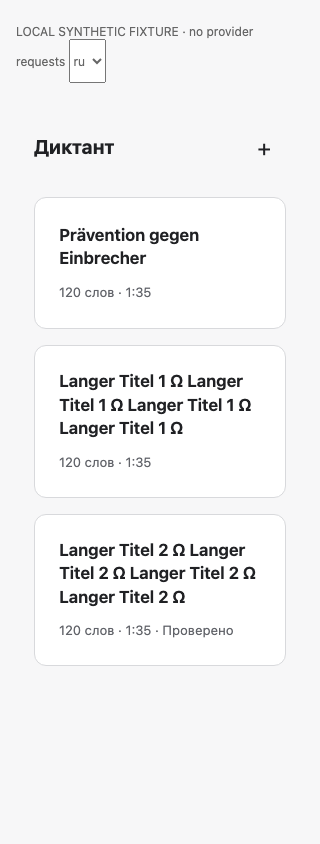 LOCAL SYNTHETIC FIXTURE · no provider
requests ru
Диктант
+
Prävention gegen
Einbrecher
120 слов · 1:35
Langer Titel 1 Ω Langer
Titel 1 Ω Langer Titel 1 Ω
Langer Titel 1 Ω
120 слов · 1:35
Langer Titel 2 Ω Langer
Titel 2 Ω Langer Titel 2 Ω
Langer Titel 2 Ω
120 слов · 1:35 · Проверено